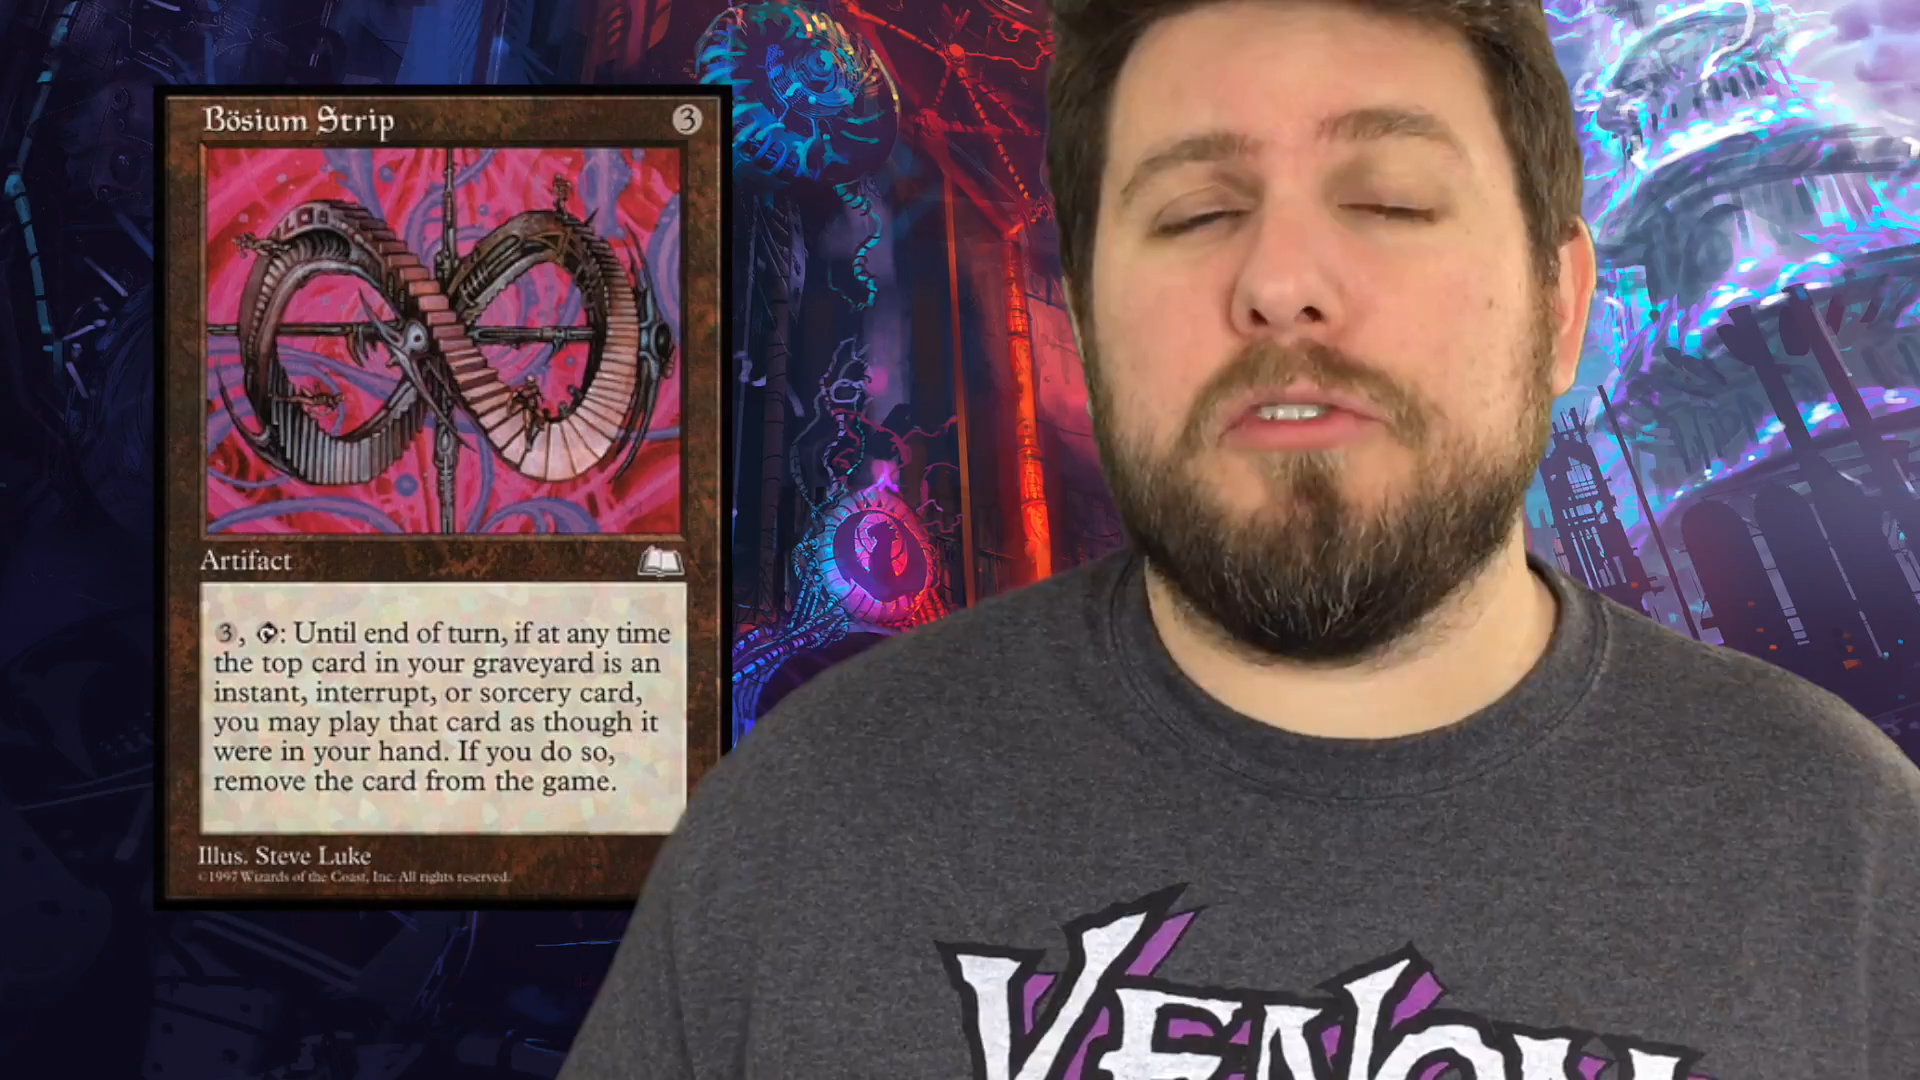 Bösium Strip
3
Artifact
3, : Until end of turn, if at any time
the top card in your graveyard is an
instant, interrupt, or sorcery card,
you may play that card as though it
were in your hand. If you do so,
remove the card from the game.
Illus. Steve Luke
©1997 Wizards of the Coast, Inc. All rights reserved.
VENOM